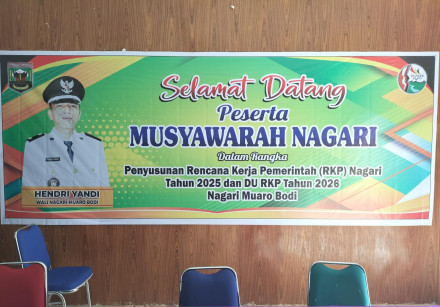 Selamat Datang
Peserta
MUSYAWARAH NAGARI
Dalam Rangka
Penyusunan Rencana Kerja Pemerintah (RKP) Nagari
Tahun 2025 dan DU RKP Tahun 2026
Nagari Muaro Bodi
HENDRI YANDI
WALI NAGARI MUARO BODI